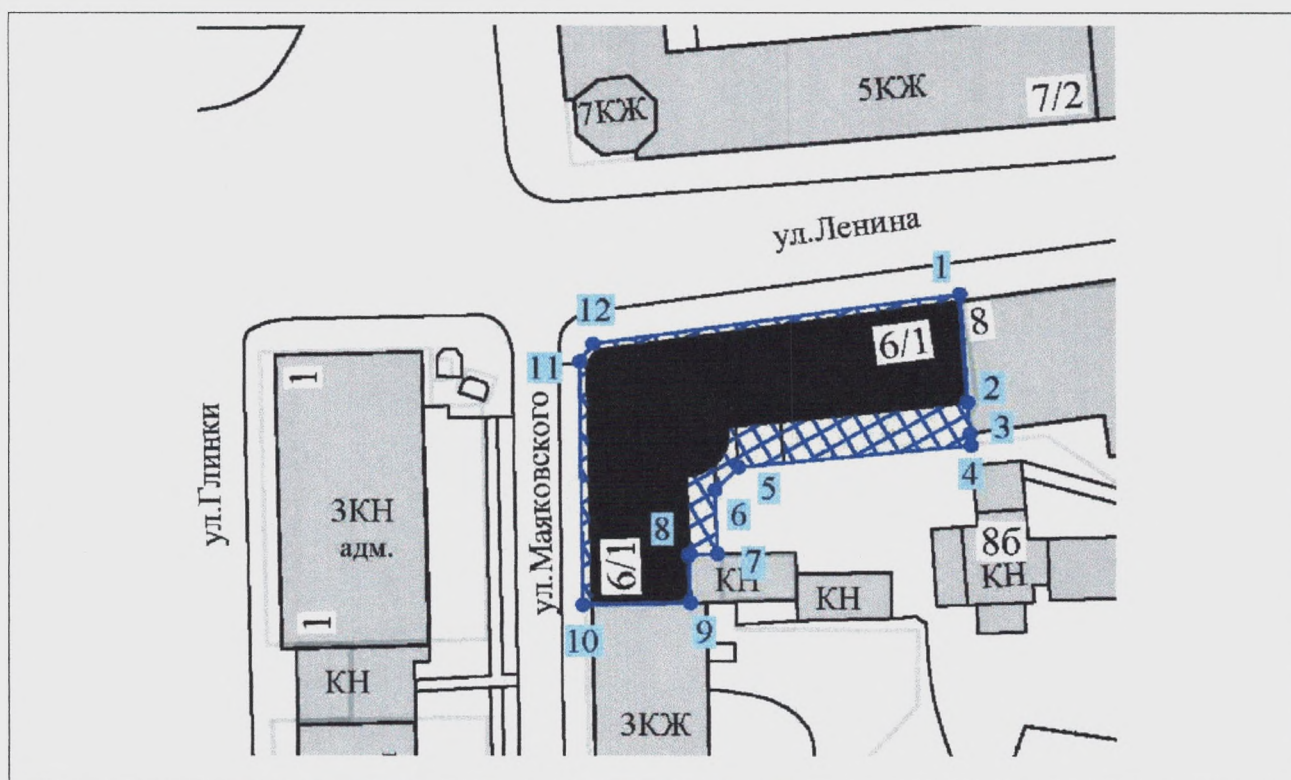 7КЖ
5КЖ
7/2
ул.Ленина
1
12
8
6/1
1
11
2
3
ул.Маяковского
ул.Глинки
5
4
3КН
адм.
6
8
7
8б
КН
6/1
КН
КН
1
10
9
КН
3КЖ